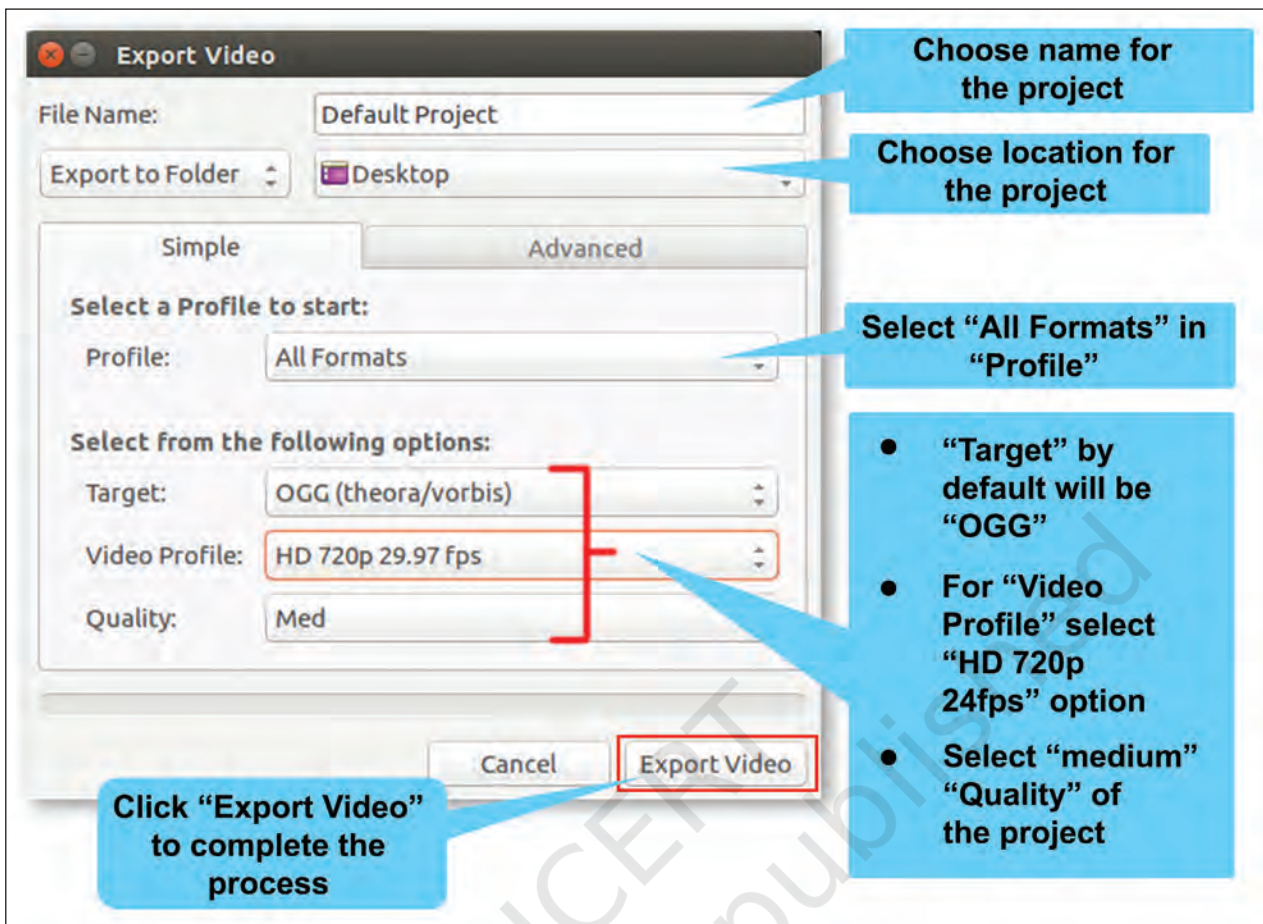 Export Video
File Name:
Default Project
Export to Folder
Desktop
Simple
Advanced
Select a Profile to start:
Profile:
All Formats
Select from the following options:
Target:
OGG (theora/vorbis)
Video Profile:
HD 720p 29.97 fps
Quality:
Med
Cancel
Export Video
Choose name for
the project
Choose location for
the project
Select “All Formats” in
“Profile”
● “Target” by
default will be
“OGG”
● For “Video
Profile” select
“HD 720p
24fps” option
● Select “medium”
“Quality” of
the project
Click “Export Video”
to complete the
process